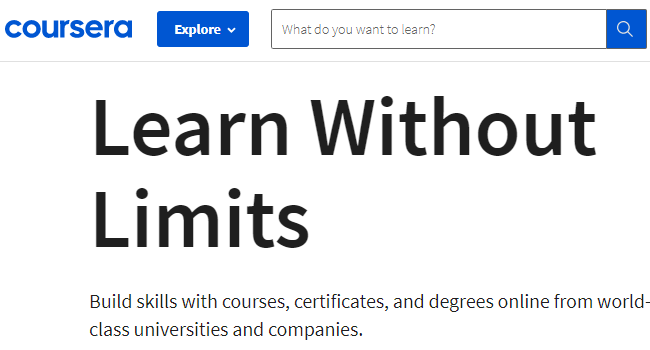 coursera Explore What do you want to learn?
Learn Without
Limits
Build skills with courses, certificates, and degrees online from world-
class universities and companies.